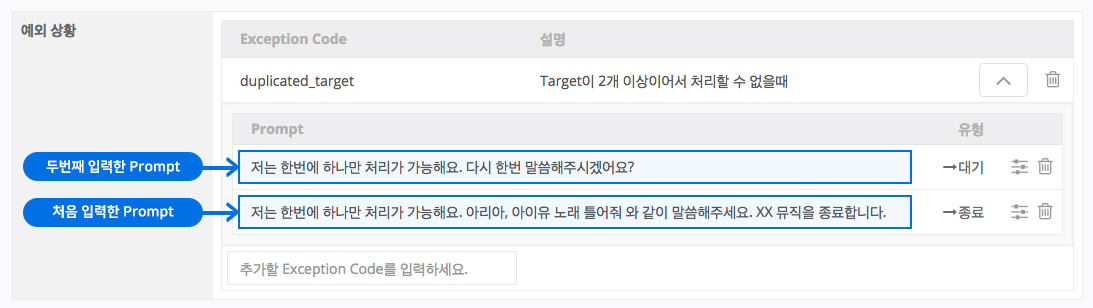 예외 상황
Exception Code 설명
duplicated_target Target이 2개 이상이어서 처리할 수 없을때
Prompt 유형
두번째 입력한 Prompt 저는 한번에 하나만 처리가 가능해요. 다시 한번 말씀해주시겠어요? →대기
처음 입력한 Prompt 저는 한번에 하나만 처리가 가능해요. 아리아, 아이유 노래 틀어줘 와 같이 말씀해주세요. XX 뮤직을 종료합니다. →종료
추가할 Exception Code를 입력하세요.